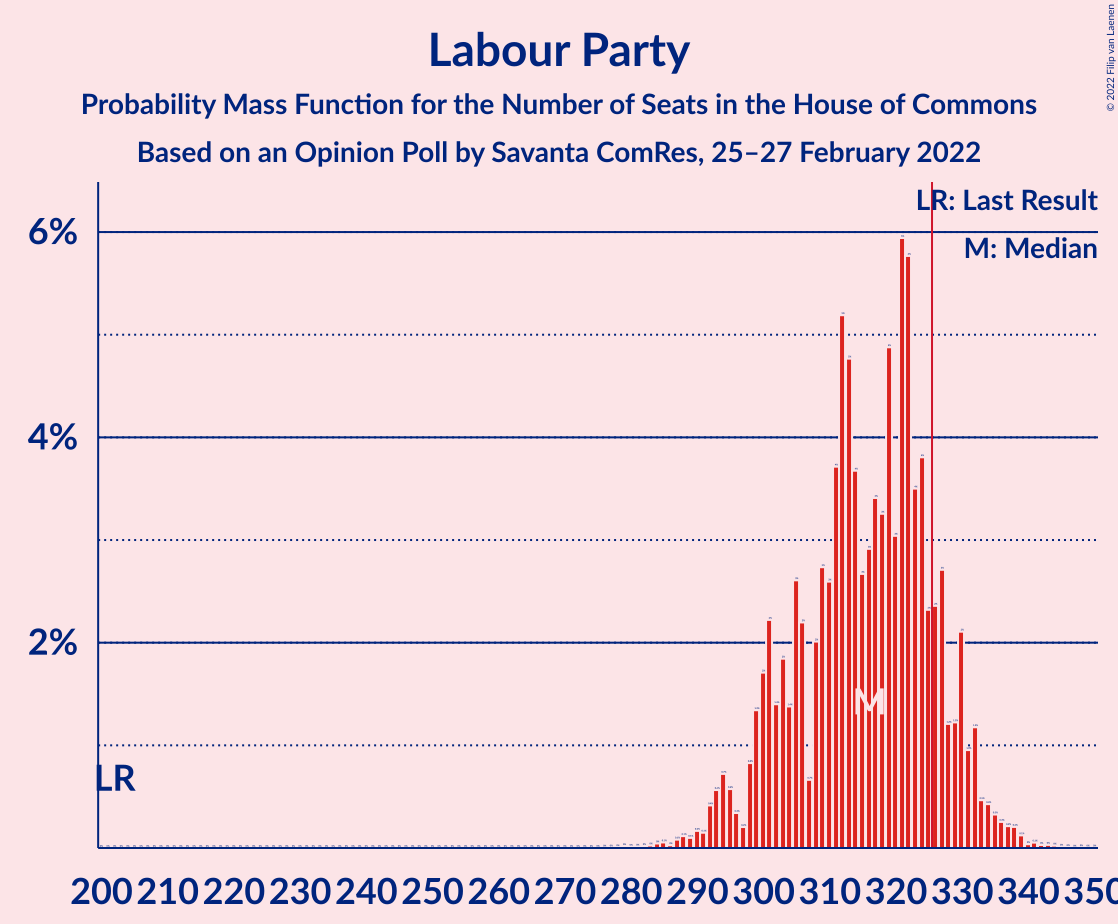 Labour Party
Probability Mass Function for the Number of Seats in the House of Commons
Based on an Opinion Poll by Savanta ComRes, 25–27 February 2022
© 2022 Filip van Laenen
LR: Last Result
M: Median
6%
4%
2%
LR
M
200 210 220 230 240 250 260 270 280 290 300 310 320 330 340 350